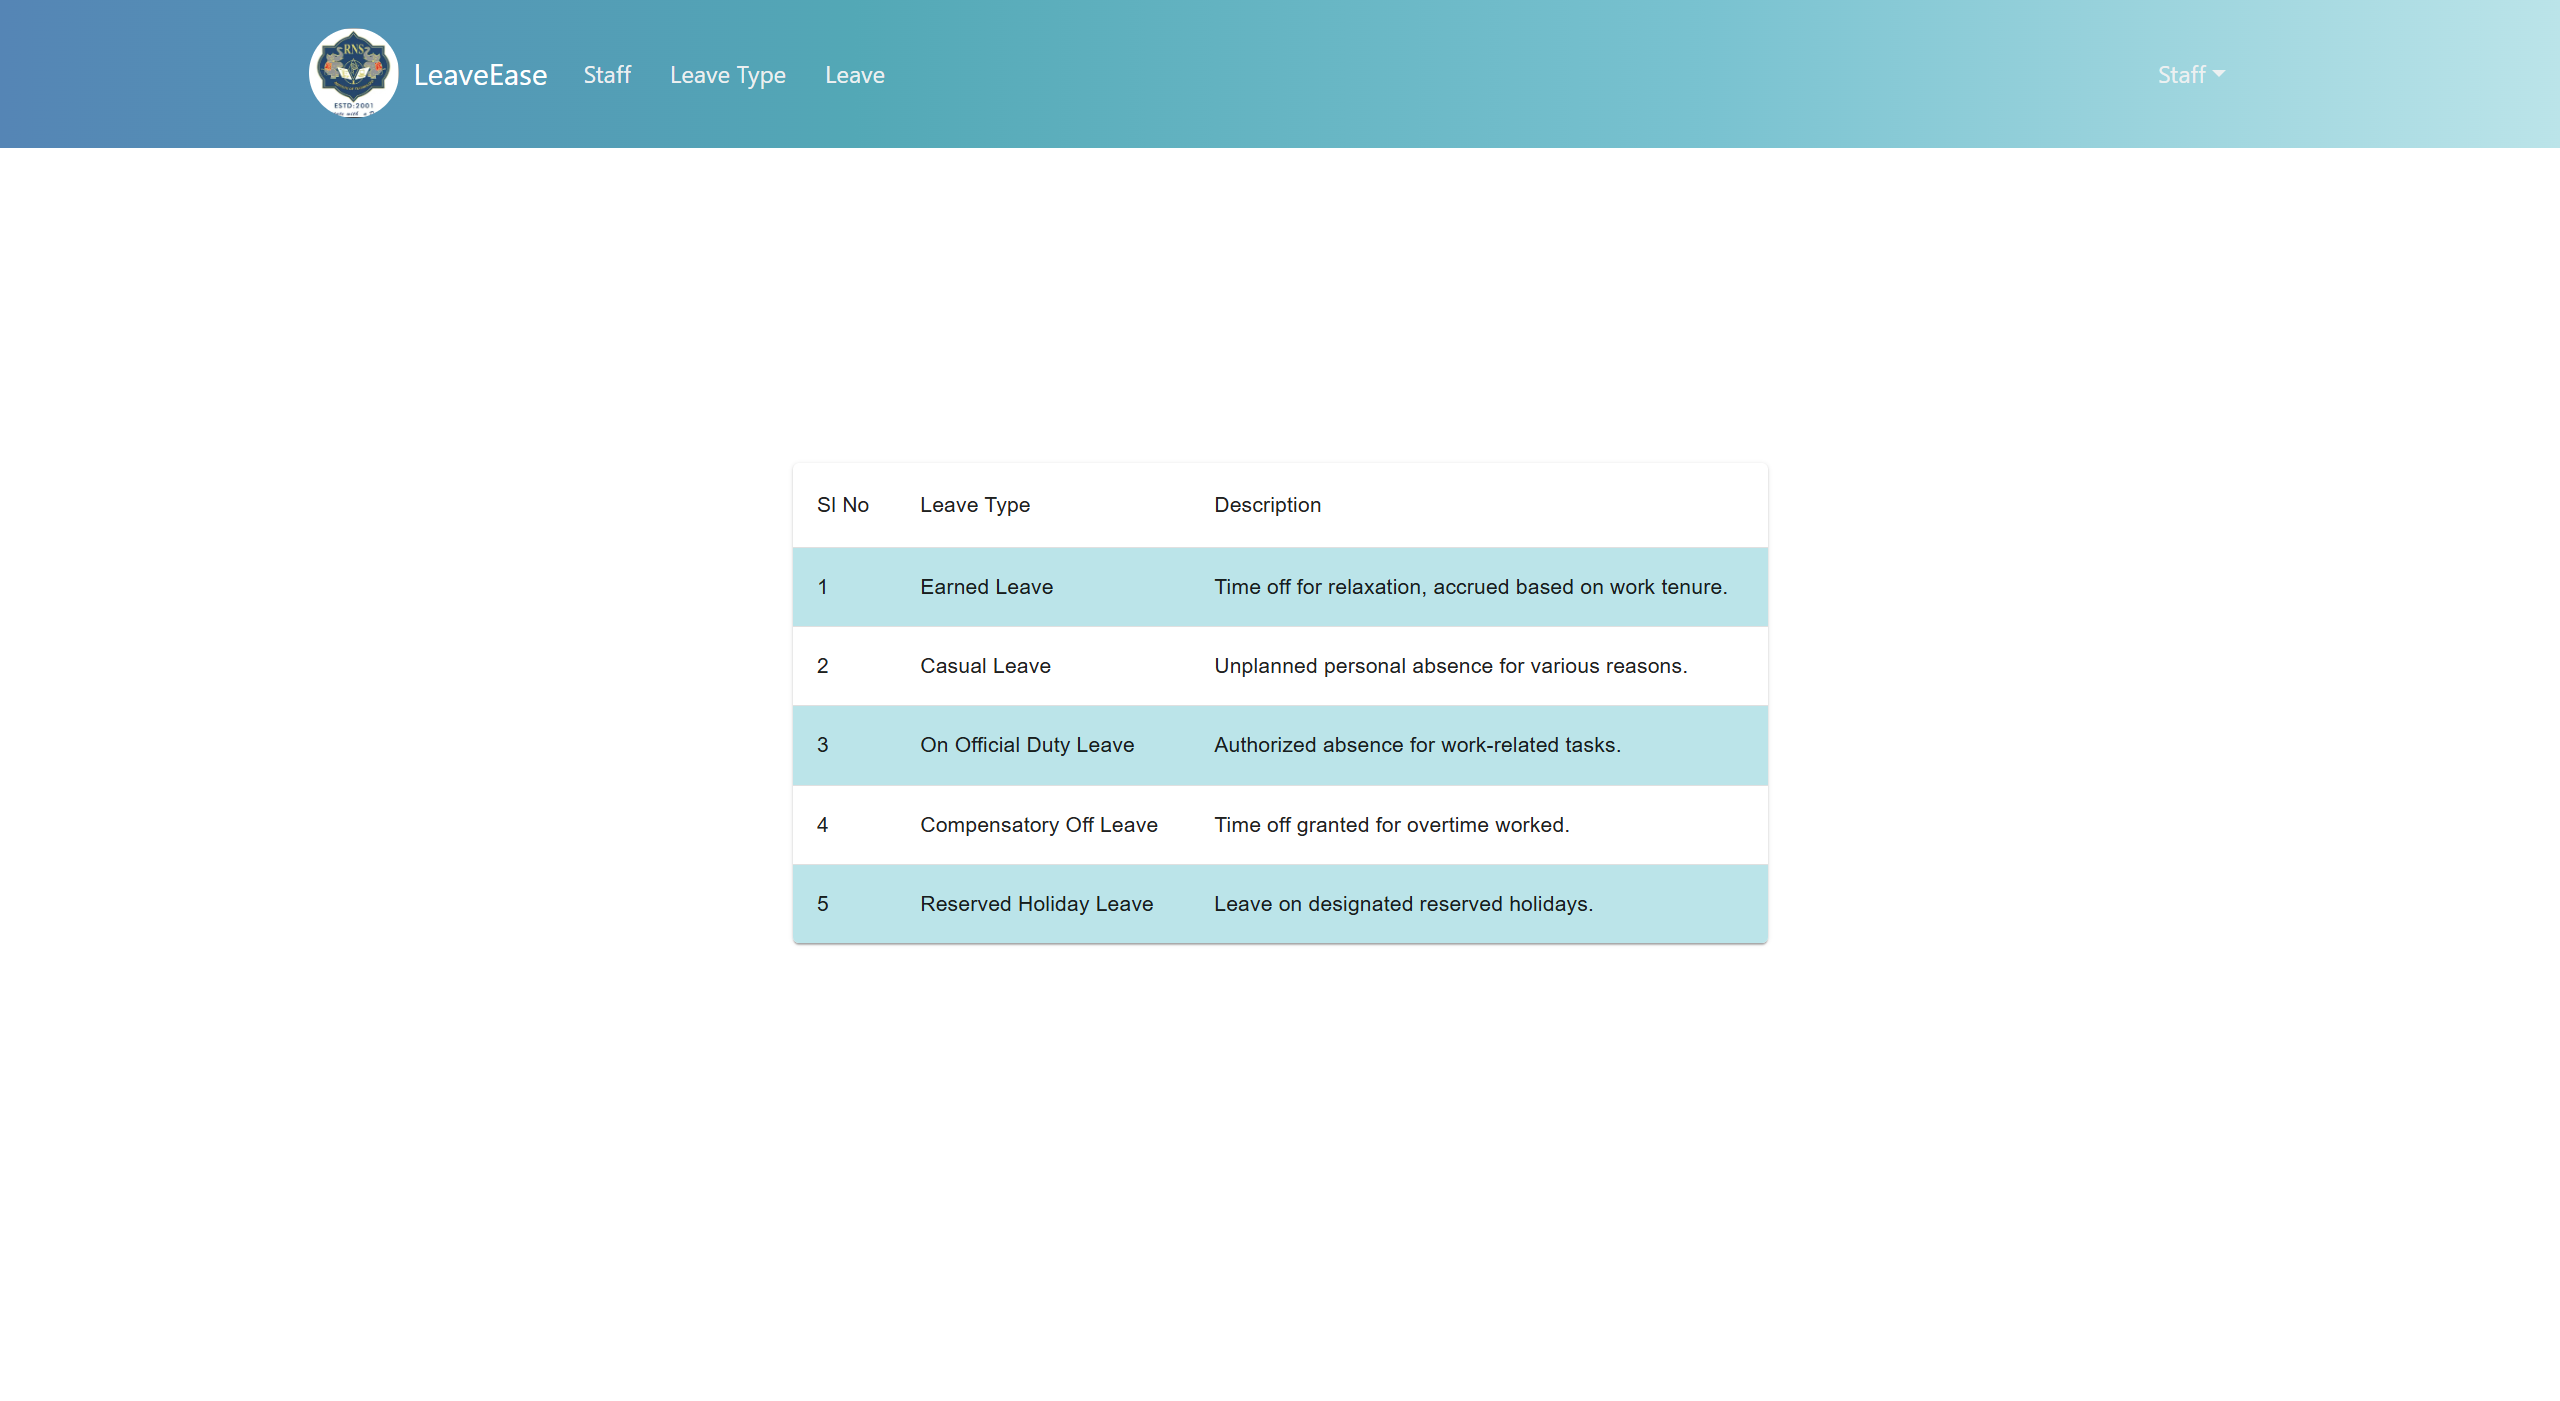 RNS
ESTD:2001
LeaveEase Staff Leave Type Leave Staff
Sl No Leave Type Description
1 Earned Leave Time off for relaxation, accrued based on work tenure.
2 Casual Leave Unplanned personal absence for various reasons.
3 On Official Duty Leave Authorized absence for work-related tasks.
4 Compensatory Off Leave Time off granted for overtime worked.
5 Reserved Holiday Leave Leave on designated reserved holidays.